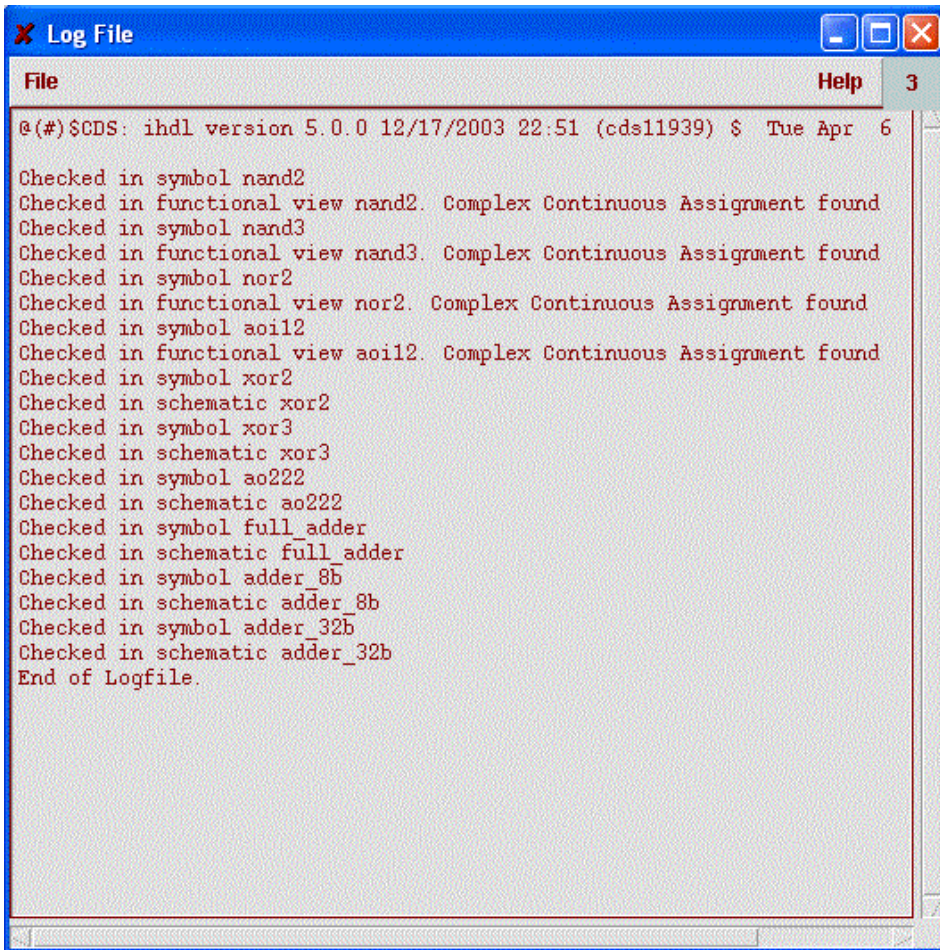 Log File
File Help 3
@(#)$CDS: ihdl version 5.0.0 12/17/2003 22:51 (cds11939) $ Tue Apr 6
Checked in symbol nand2
Checked in functional view nand2. Complex Continuous Assignment found
Checked in symbol nand3
Checked in functional view nand3. Complex Continuous Assignment found
Checked in symbol nor2
Checked in functional view nor2. Complex Continuous Assignment found
Checked in symbol aoi12
Checked in functional view aoi12. Complex Continuous Assignment found
Checked in symbol xor2
Checked in schematic xor2
Checked in symbol xor3
Checked in schematic xor3
Checked in symbol ao222
Checked in schematic ao222
Checked in symbol full_adder
Checked in schematic full_adder
Checked in symbol adder_8b
Checked in schematic adder_8b
Checked in symbol adder_32b
Checked in schematic adder_32b
End of Logfile.